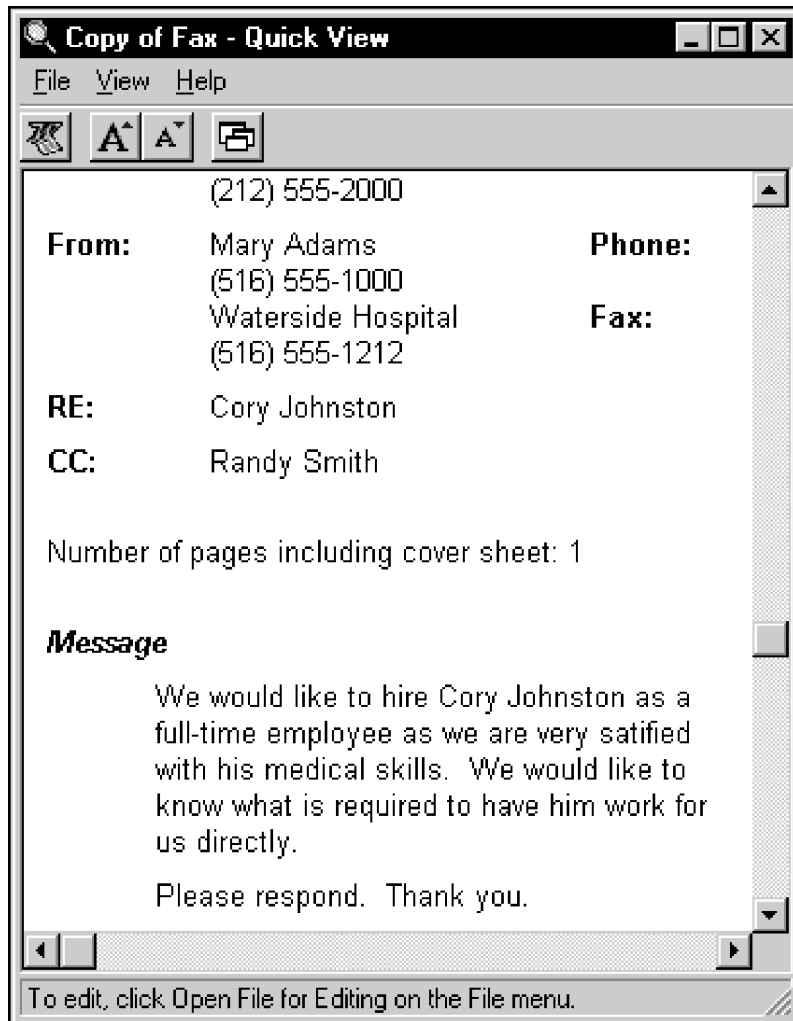 Copy of Fax - Quick View
File View Help
A A
(212) 555-2000
From: Mary Adams Phone:
(516) 555-1000
Waterside Hospital Fax:
(516) 555-1212
RE: Cory Johnston
CC: Randy Smith
Number of pages including cover sheet: 1
Message
We would like to hire Cory Johnston as a
full-time employee as we are very satified
with his medical skills. We would like to
know what is required to have him work for
us directly.
Please respond. Thank you.
To edit, click Open File for Editing on the File menu.